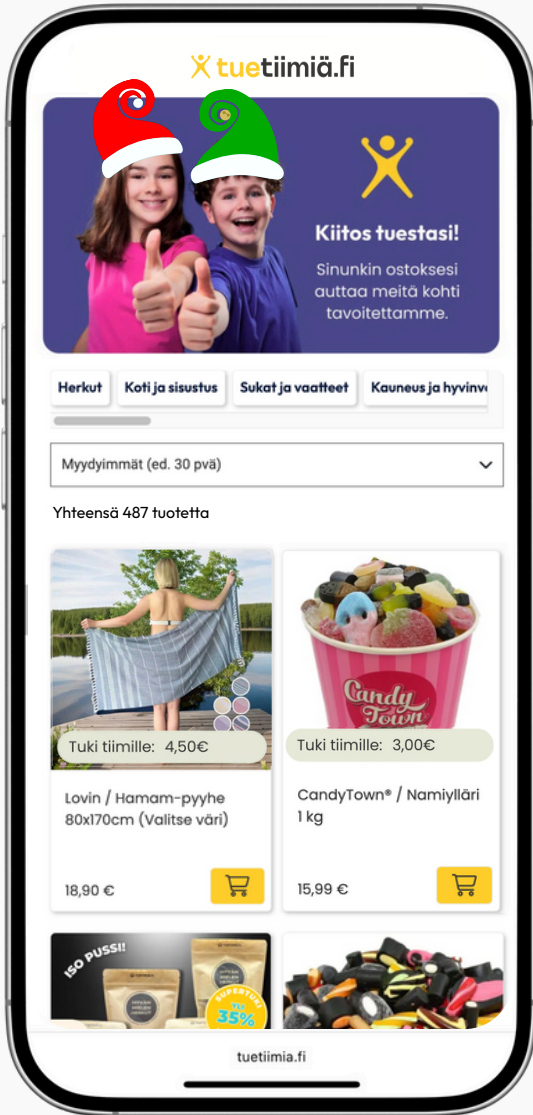 tuetiimiä.fi
Kiitos tuestasi!
Sinunkin ostoksesi
auttaa meitä kohti
tavoitettamme.
Herkut
Koti ja sisustus
Sukat ja vaatteet
Kauneus ja hyvinv
Myydyimmät (ed. 30 pvä)
Yhteensä 487 tuotetta
Candy
Town
Tuki tiimille: 4,50€
Tuki tiimille: 3,00€
Lovin / Hamam-pyyhe
80x170cm (Valitse väri)
CandyTown® / Namiylläri
1 kg
18,90 €
15,99 €
ISO PUSSI!
SUPERTUKI
YLI
35%
tuetiimia.fi